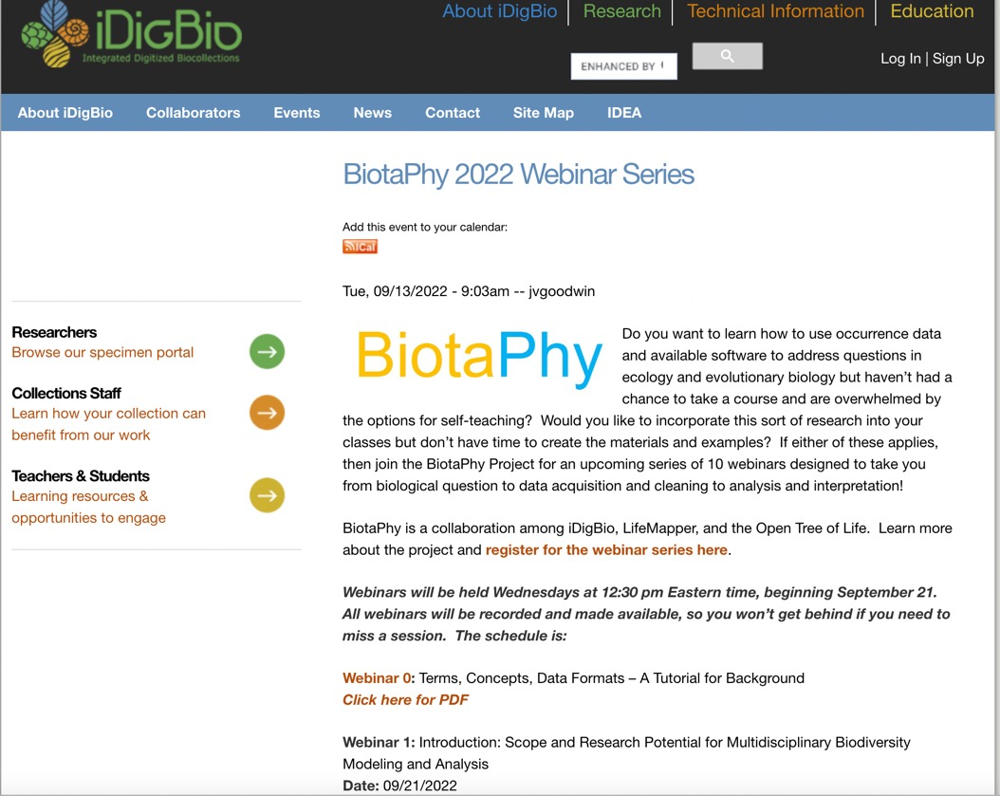 iDigBio
Integrated Digitized Biocollections
About iDigBio
Research
Technical Information
Education
ENHANCED BY
Log In | Sign Up
About iDigBio
Collaborators
Events
News
Contact
Site Map
IDEA
BiotaPhy 2022 Webinar Series
Add this event to your calendar:
iCal
Tue, 09/13/2022 - 9:03am -- jvgoodwin
Researchers
Browse our specimen portal
Collections Staff
Learn how your collection can
benefit from our work
Teachers & Students
Learning resources &
opportunities to engage
BiotaPhy
Do you want to learn how to use occurrence data
and available software to address questions in
ecology and evolutionary biology but haven’t had a
chance to take a course and are overwhelmed by
the options for self-teaching?  Would you like to incorporate this sort of research into your
classes but don’t have time to create the materials and examples?  If either of these applies,
then join the BiotaPhy Project for an upcoming series of 10 webinars designed to take you
from biological question to data acquisition and cleaning to analysis and interpretation!
BiotaPhy is a collaboration among iDigBio, LifeMapper, and the Open Tree of Life.  Learn more
about the project and register for the webinar series here.
Webinars will be held Wednesdays at 12:30 pm Eastern time, beginning September 21.
All webinars will be recorded and made available, so you won’t get behind if you need to
miss a session.  The schedule is:
Webinar 0: Terms, Concepts, Data Formats – A Tutorial for Background
Click here for PDF
Webinar 1: Introduction: Scope and Research Potential for Multidisciplinary Biodiversity
Modeling and Analysis
Date: 09/21/2022